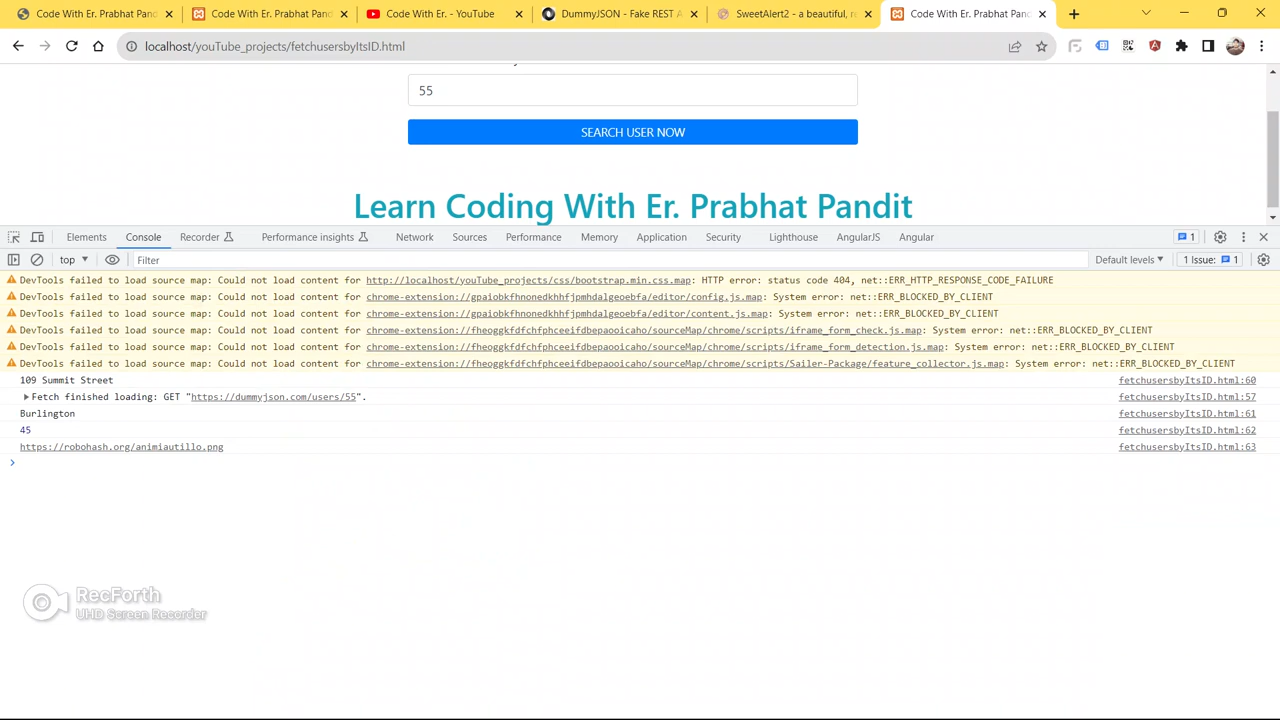 Code With Er. Prabhat Pand
Code With Er. Prabhat Pand
Code With Er. - YouTube
DummyJSON - Fake REST A
SweetAlert2 - a beautiful, re
Code With Er. Prabhat Pand
localhost/youTube_projects/fetchusersbyItsID.html
55
SEARCH USER NOW
Learn Coding With Er. Prabhat Pandit
Elements Console Recorder Performance insights Network Sources Performance Memory Application Security Lighthouse AngularJS Angular 1
top Filter Default levels 1 Issue: 1
DevTools failed to load source map: Could not load content for http://localhost/youTube_projects/css/bootstrap.min.css.map: HTTP error: status code 404, net::ERR_HTTP_RESPONSE_CODE_FAILURE
DevTools failed to load source map: Could not load content for chrome-extension://gpaiobkfhnonedkhhfjpmhdalgeoebfa/editor/config.js.map: System error: net::ERR_BLOCKED_BY_CLIENT
DevTools failed to load source map: Could not load content for chrome-extension://gpaiobkfhnonedkhhfjpmhdalgeoebfa/editor/content.js.map: System error: net::ERR_BLOCKED_BY_CLIENT
DevTools failed to load source map: Could not load content for chrome-extension://fheoggkfdfchfphceeifdbepaooicaho/sourceMap/chrome/scripts/iframe_form_check.js.map: System error: net::ERR_BLOCKED_BY_CLIENT
DevTools failed to load source map: Could not load content for chrome-extension://fheoggkfdfchfphceeifdbepaooicaho/sourceMap/chrome/scripts/iframe_form_detection.js.map: System error: net::ERR_BLOCKED_BY_CLIENT
DevTools failed to load source map: Could not load content for chrome-extension://fheoggkfdfchfphceeifdbepaooicaho/sourceMap/chrome/scripts/Sailer-Package/feature_collector.js.map: System error: net::ERR_BLOCKED_BY_CLIENT
109 Summit Street fetchusersbyItsID.html:60
Fetch finished loading: GET "https://dummyjson.com/users/55". fetchusersbyItsID.html:57
Burlington fetchusersbyItsID.html:61
45 fetchusersbyItsID.html:62
https://robohash.org/animiautillo.png fetchusersbyItsID.html:63
RecForth
UHD Screen Recorder